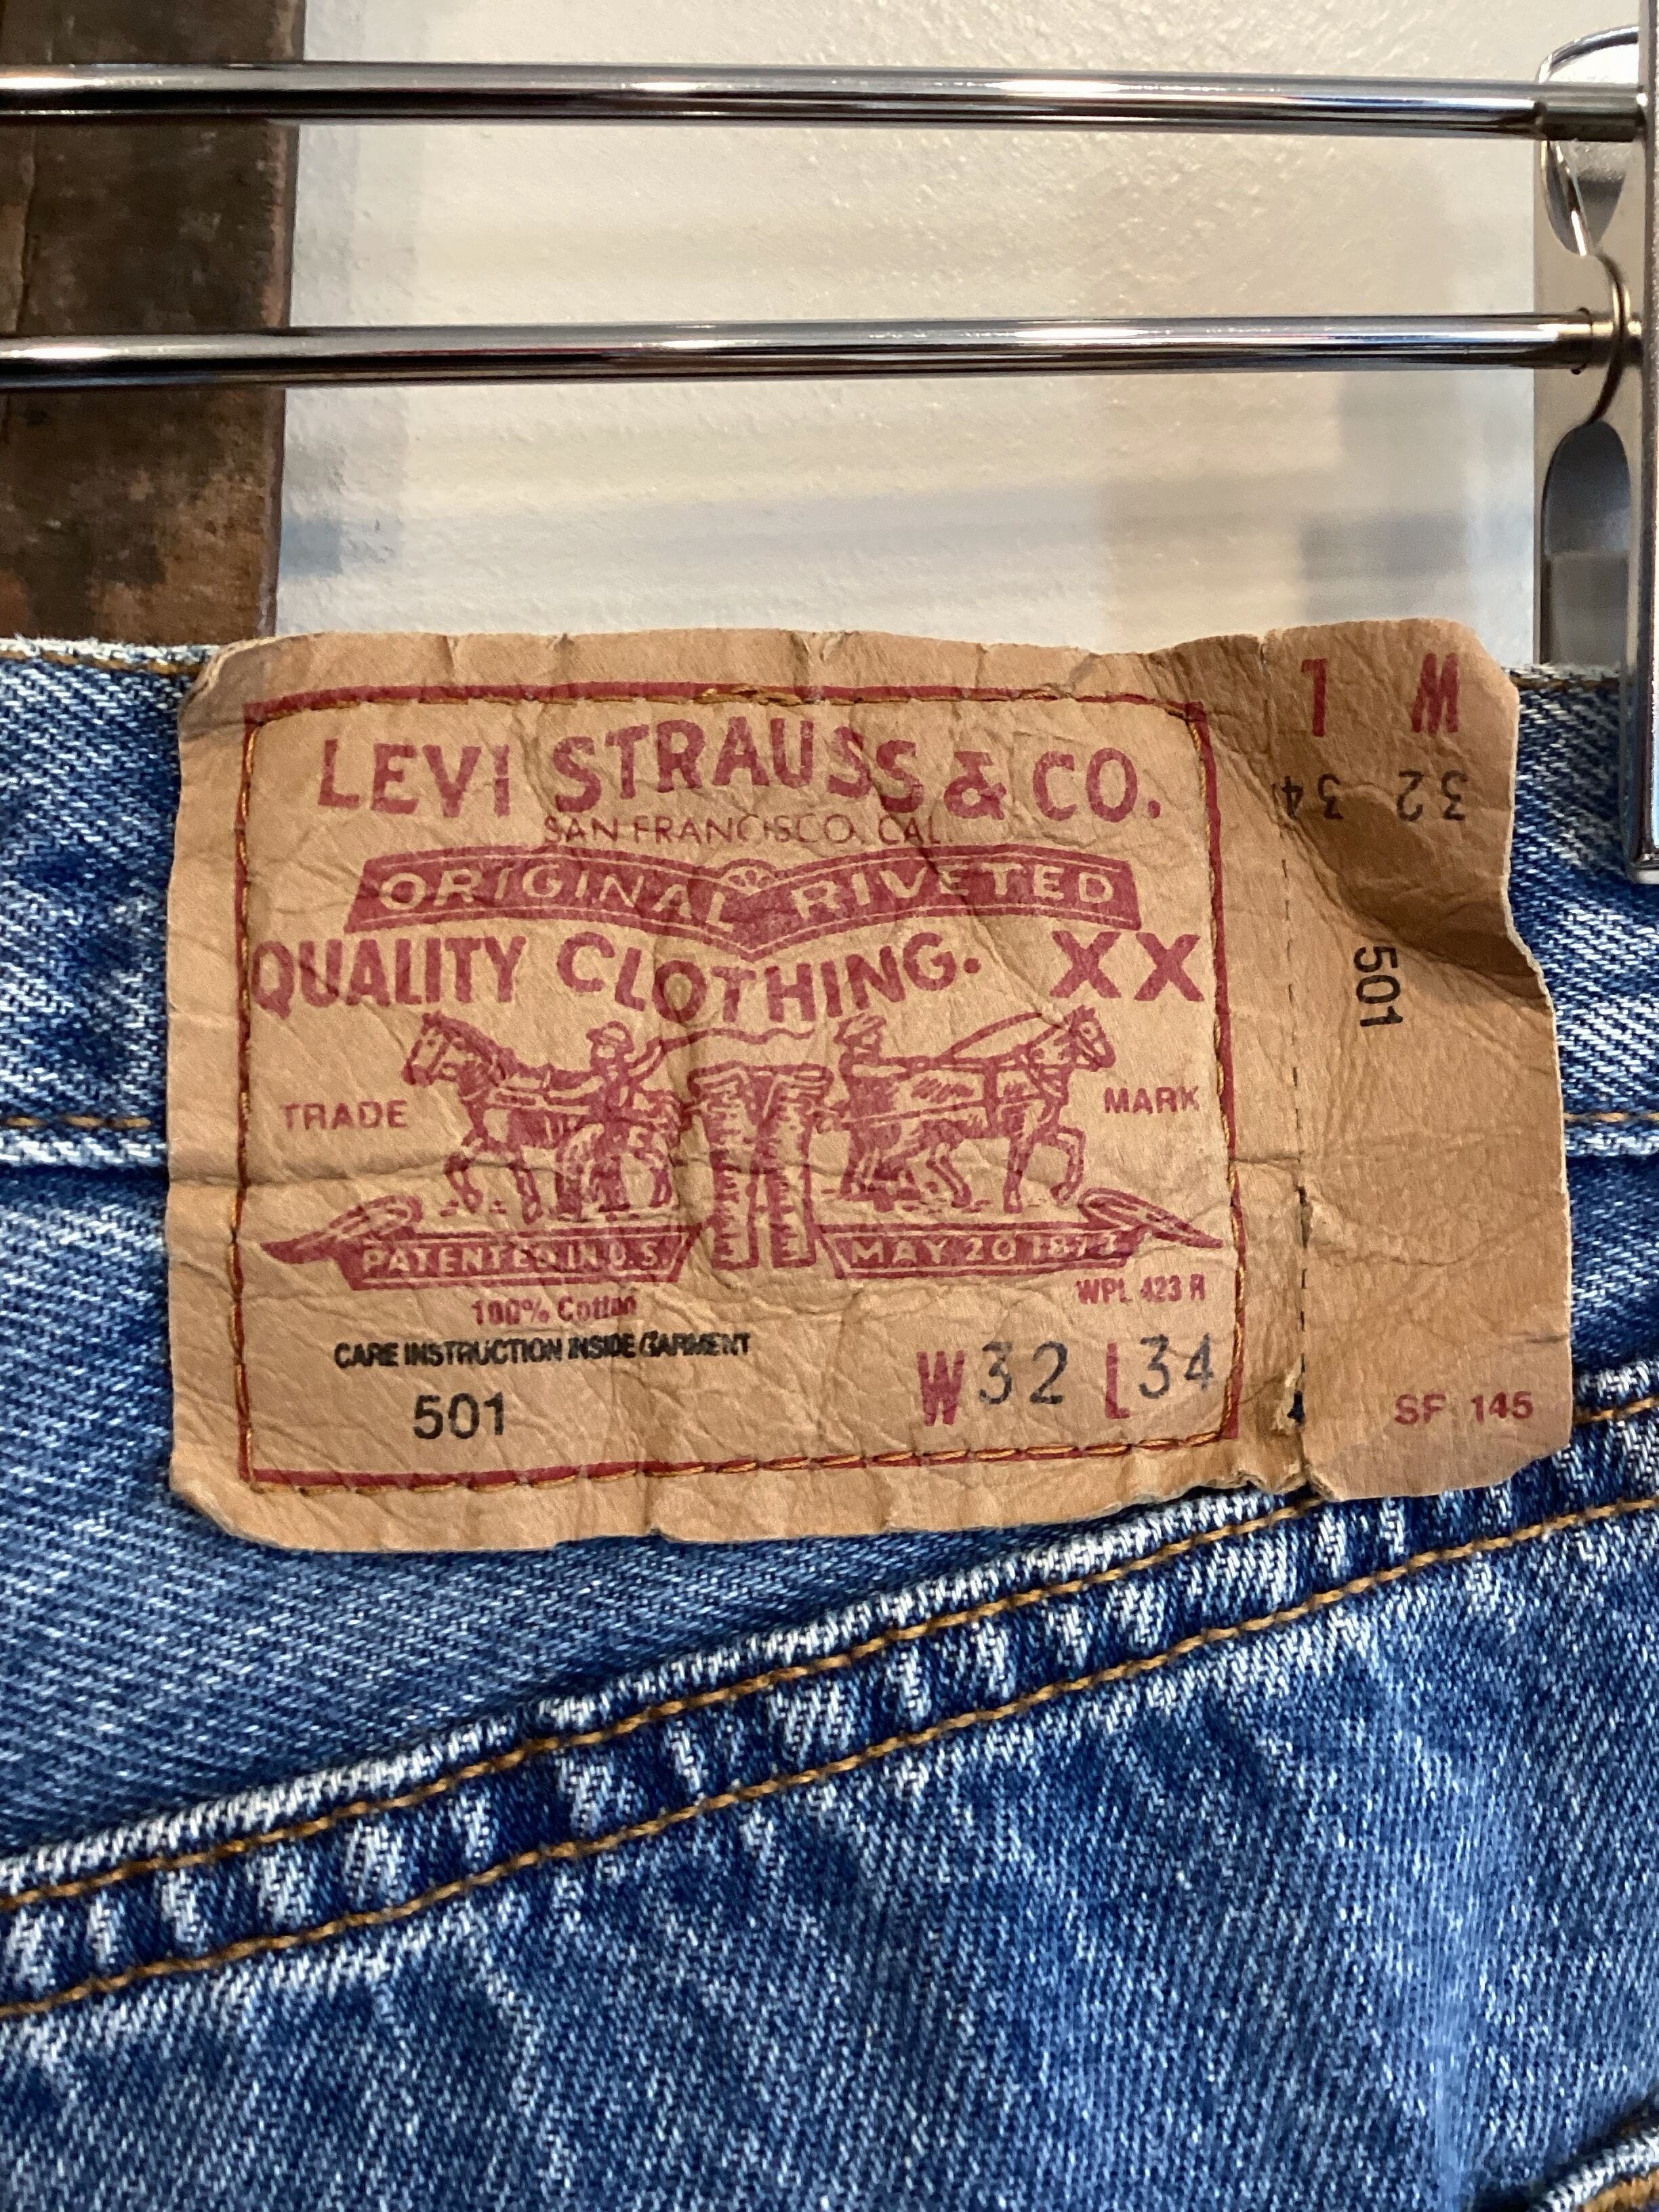 LEVI STRAUSS & CO.
SAN FRANCISCO, CAL.
ORIGINAL RIVETED
QUALITY CLOTHING. XX
TRADE MARK
PATENTED IN U.S. MAY 20 1873
100% Cotton
WPL 423 R
CARE INSTRUCTION INSIDE GARMENT
501
W32 L34
W L
32 34
501
SF 145